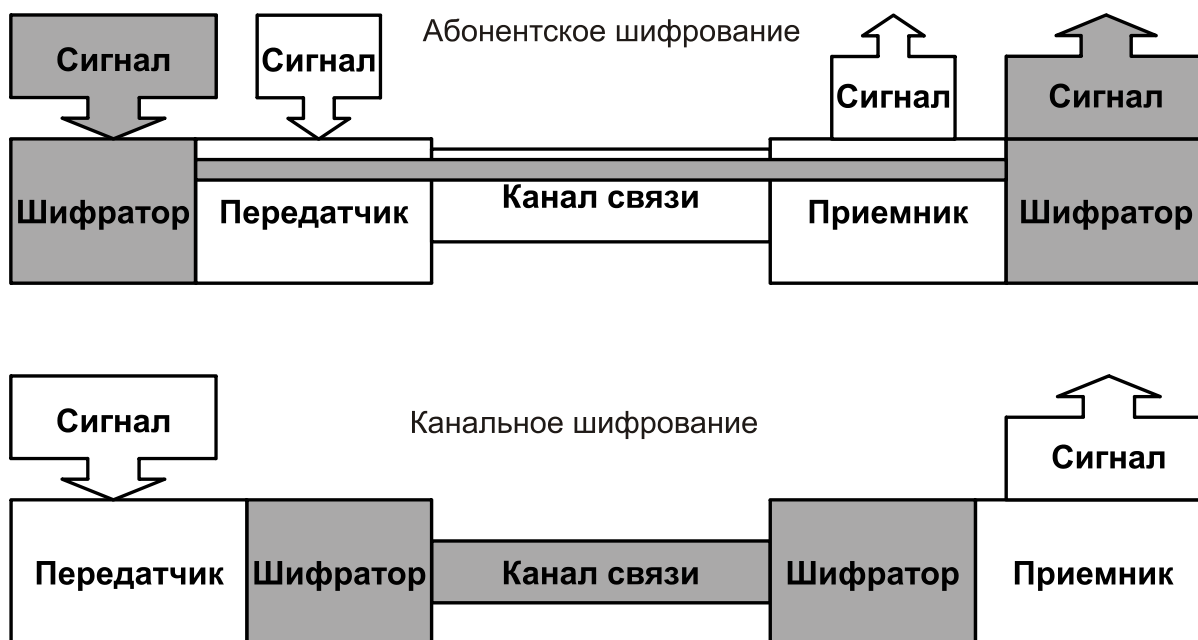 Абонентское шифрование
Сигнал
Сигнал
Сигнал
Сигнал
Шифратор
Передатчик
Канал связи
Приемник
Шифратор
Канальное шифрование
Сигнал
Сигнал
Передатчик
Шифратор
Канал связи
Шифратор
Приемник